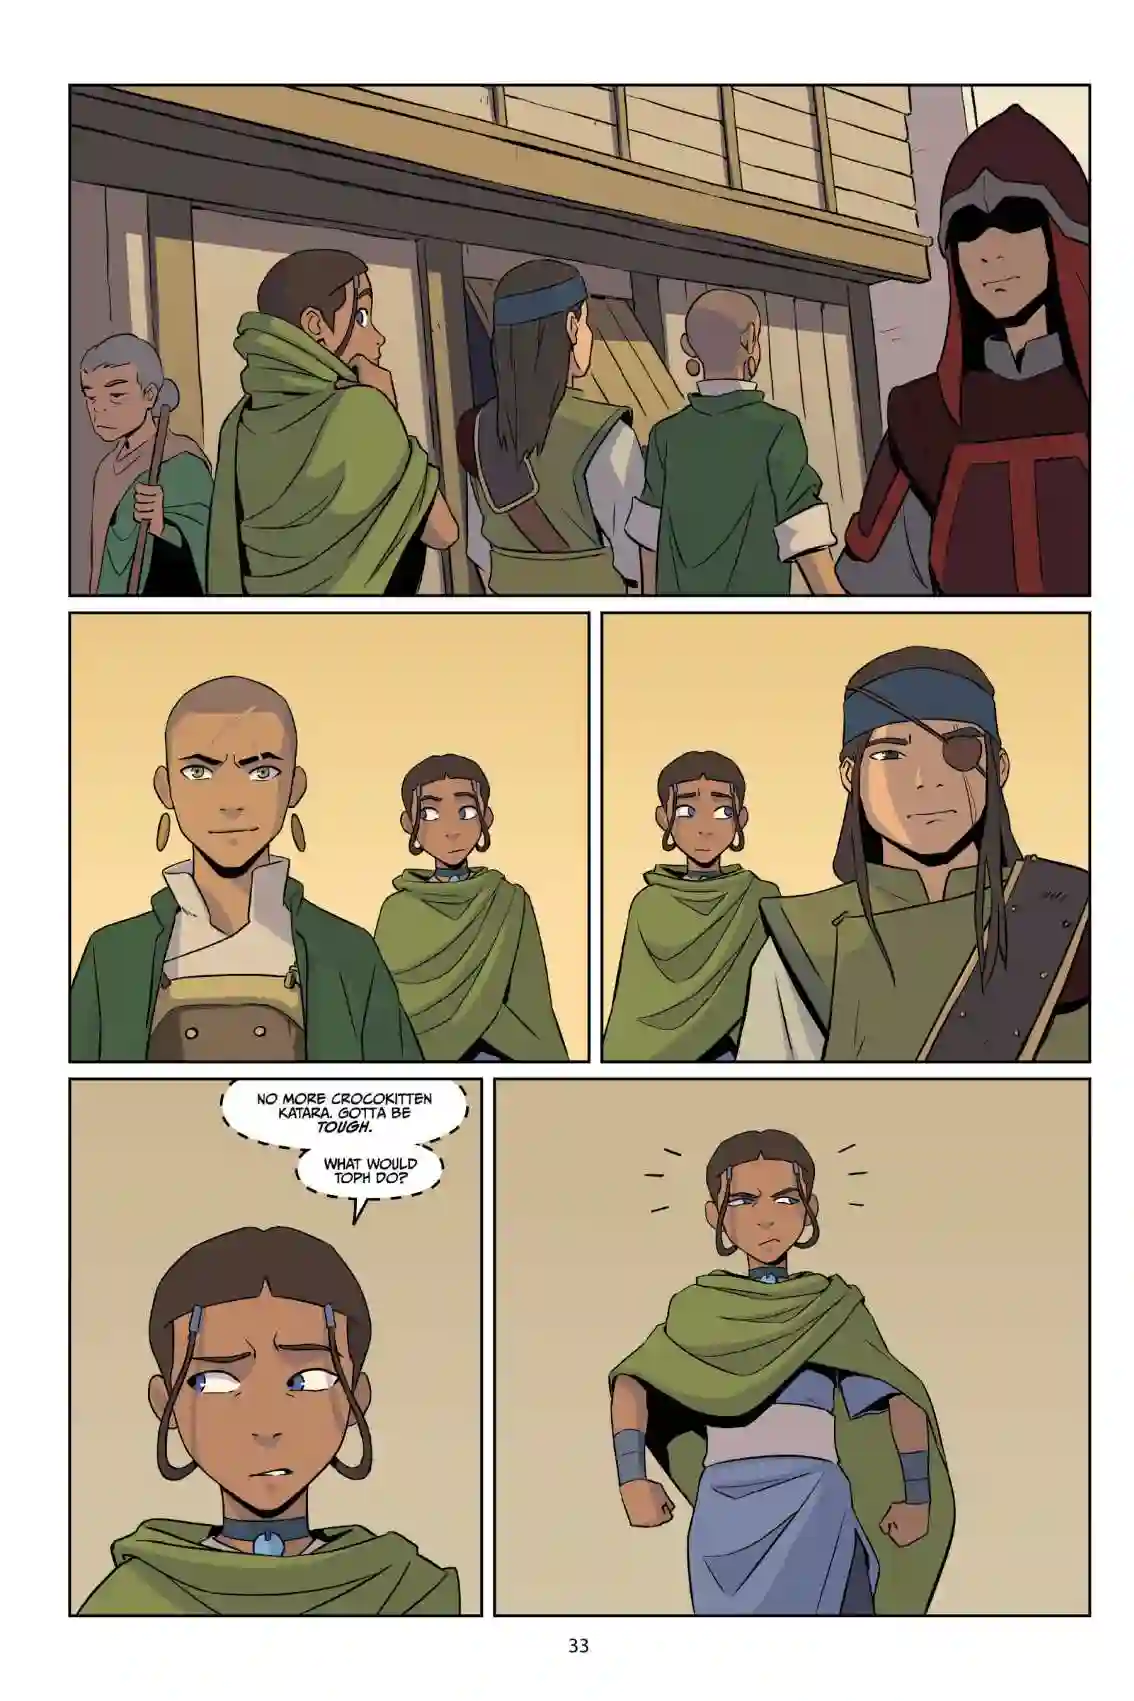 NO MORE CROCOKITTEN
KATARA. GOTTA BE
TOUGH.
WHAT WOULD
TOPH DO?
33